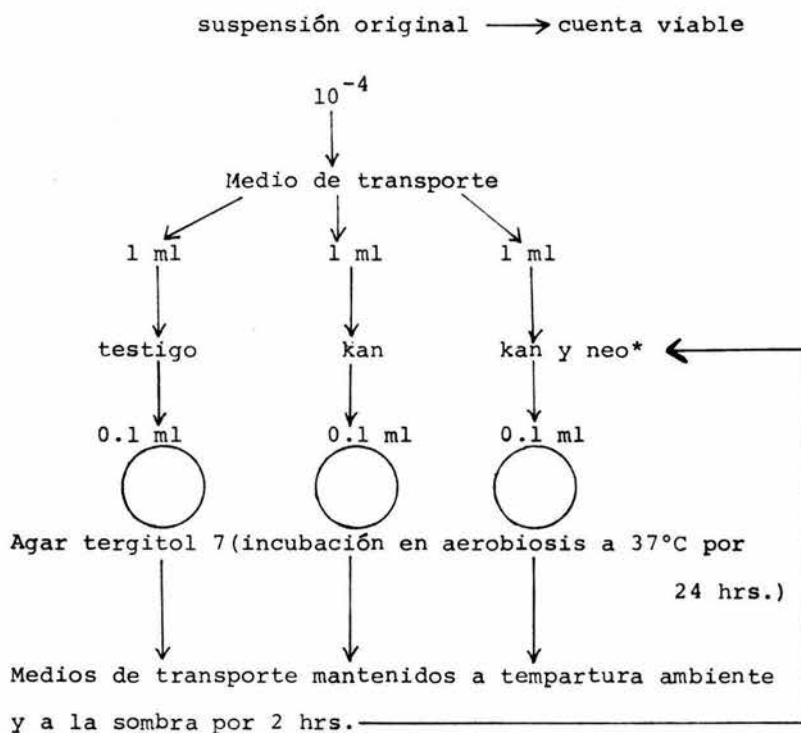 suspensión original ⟶ cuenta viable
10⁻⁴
Medio de transporte
1 ml 1 ml 1 ml
testigo kan kan y neo*
0.1 ml 0.1 ml 0.1 ml
Agar tergitol 7(incubación en aerobiosis a 37°C por
24 hrs.)
Medios de transporte mantenidos a tempartura ambiente
y a la sombra por 2 hrs.